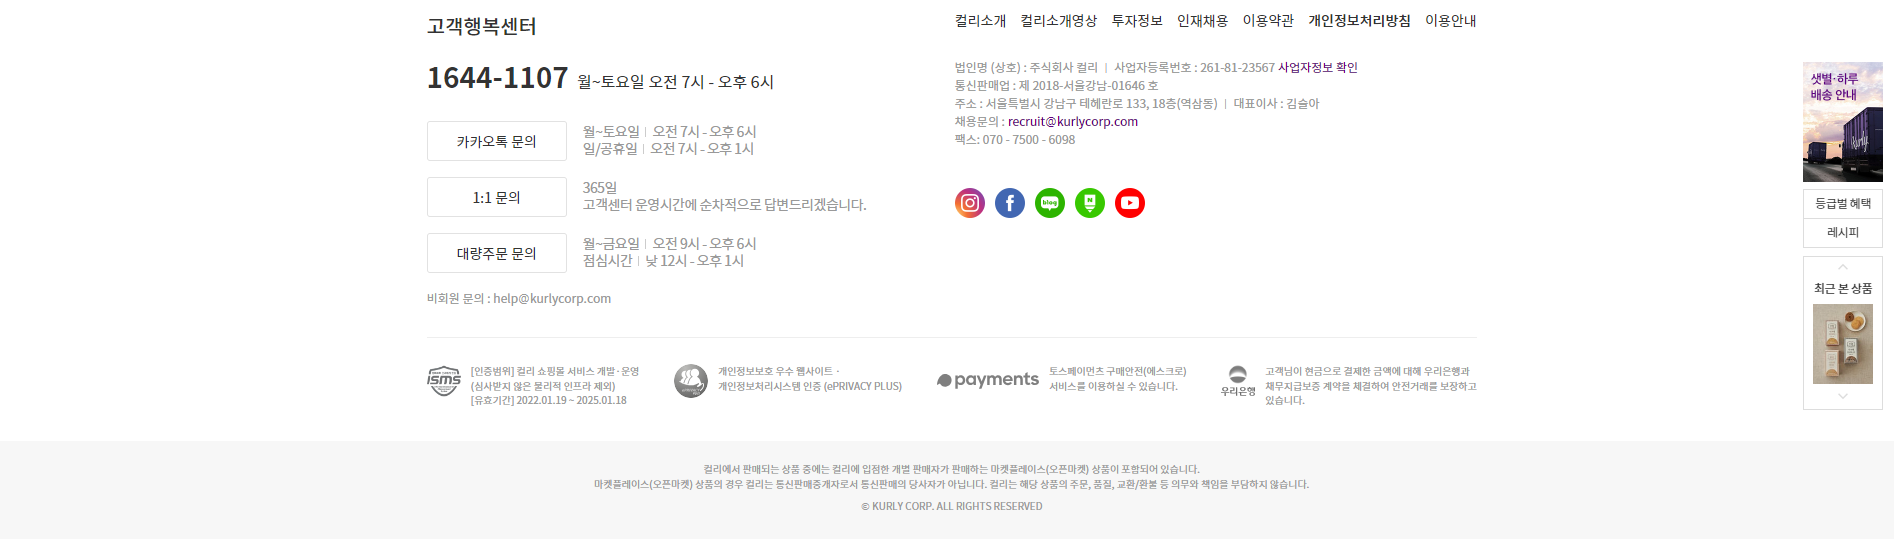 고객행복센터
1644-1107 월~토요일 오전 7시 - 오후 6시
카카오톡 문의
월~토요일 | 오전 7시 - 오후 6시
일/공휴일 | 오전 7시 - 오후 1시
1:1 문의
365일
고객센터 운영시간에 순차적으로 답변드리겠습니다.
대량주문 문의
월~금요일 | 오전 9시 - 오후 6시
점심시간 | 낮 12시 - 오후 1시
비회원 문의 : help@kurlycorp.com
컬리소개 컬리소개영상 투자정보 인재채용 이용약관 개인정보처리방침 이용안내
법인명 (상호) : 주식회사 컬리 | 사업자등록번호 : 261-81-23567 사업자정보 확인
통신판매업 : 제 2018-서울강남-01646 호
주소 : 서울특별시 강남구 테헤란로 133, 18층(역삼동) | 대표이사 : 김슬아
채용문의 : recruit@kurlycorp.com
팩스: 070 - 7500 - 6098
blog
N
isms
[인증범위] 컬리 쇼핑몰 서비스 개발·운영
(심사받지 않은 물리적 인프라 제외)
[유효기간] 2022.01.19 ~ 2025.01.18
개인정보보호 우수 웹사이트 ·
개인정보처리시스템 인증 (ePRIVACY PLUS)
payments
토스페이먼츠 구매안전(에스크로)
서비스를 이용하실 수 있습니다.
우리은행
고객님이 현금으로 결제한 금액에 대해 우리은행과
채무지급보증 계약을 체결하여 안전거래를 보장하고
있습니다.
컬리에서 판매되는 상품 중에는 컬리에 입점한 개별 판매자가 판매하는 마켓플레이스(오픈마켓) 상품이 포함되어 있습니다.
마켓플레이스(오픈마켓) 상품의 경우 컬리는 통신판매중개자로서 통신판매의 당사자가 아닙니다. 컬리는 해당 상품의 주문, 품질, 교환/환불 등 의무와 책임을 부담하지 않습니다.
© KURLY CORP. ALL RIGHTS RESERVED
샛별·하루
배송 안내
Kurly
등급별 혜택
레시피
최근 본 상품